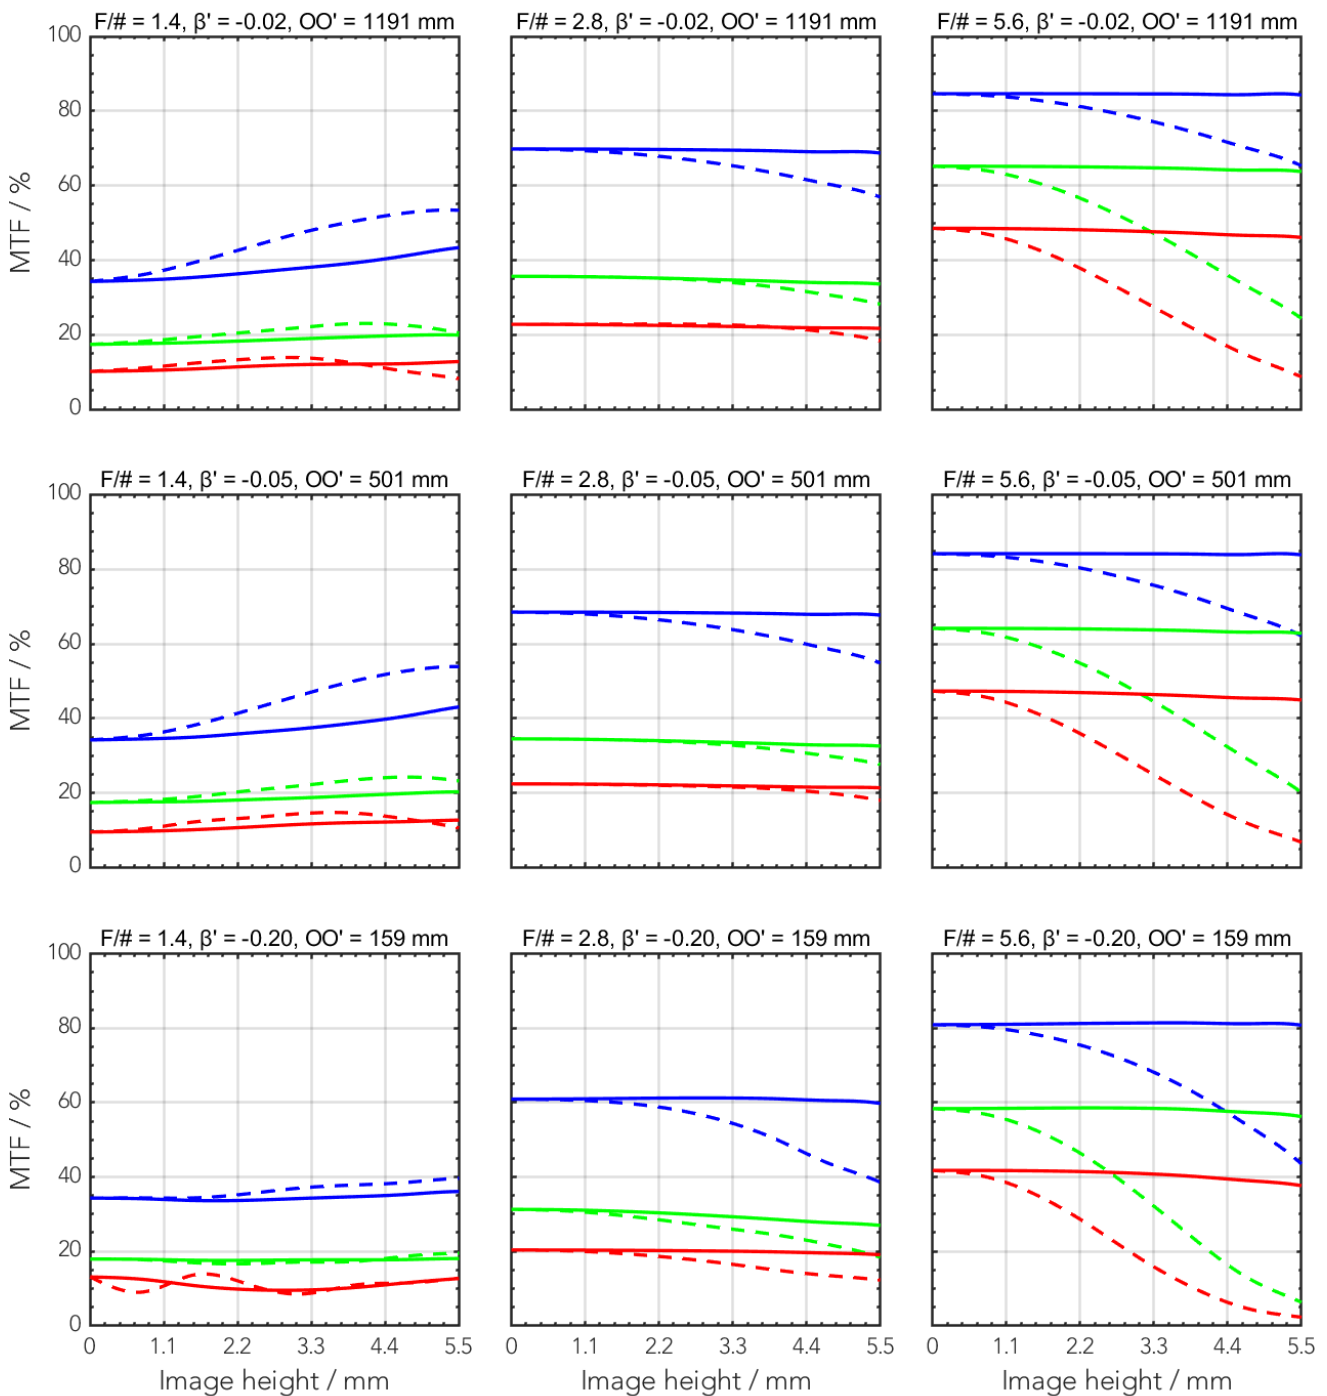 F/# = 1.4, β' = -0.02, OO' = 1191 mm
F/# = 2.8, β' = -0.02, OO' = 1191 mm
F/# = 5.6, β' = -0.02, OO' = 1191 mm
MTF / %
100
80
60
40
20
0
F/# = 1.4, β' = -0.05, OO' = 501 mm
F/# = 2.8, β' = -0.05, OO' = 501 mm
F/# = 5.6, β' = -0.05, OO' = 501 mm
MTF / %
100
80
60
40
20
0
F/# = 1.4, β' = -0.20, OO' = 159 mm
F/# = 2.8, β' = -0.20, OO' = 159 mm
F/# = 5.6, β' = -0.20, OO' = 159 mm
MTF / %
100
80
60
40
20
0
0 1.1 2.2 3.3 4.4 5.5
0 1.1 2.2 3.3 4.4 5.5
0 1.1 2.2 3.3 4.4 5.5
Image height / mm
Image height / mm
Image height / mm